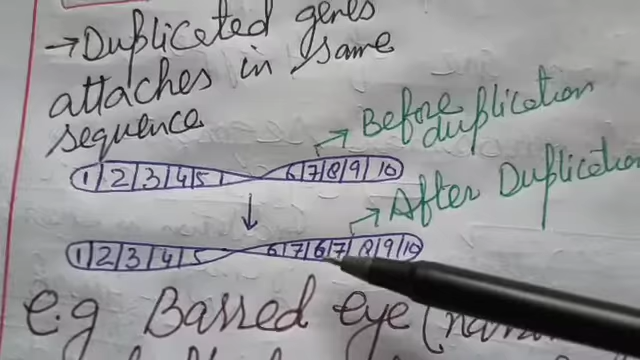 →Duplicated genes
attaches in same
sequence
Before
duplication
1 2 3 4 5 6 7 8 9 10
After Duplication
1 2 3 4 5 6 7 6 7 8 9 10
e.g Barred eye (